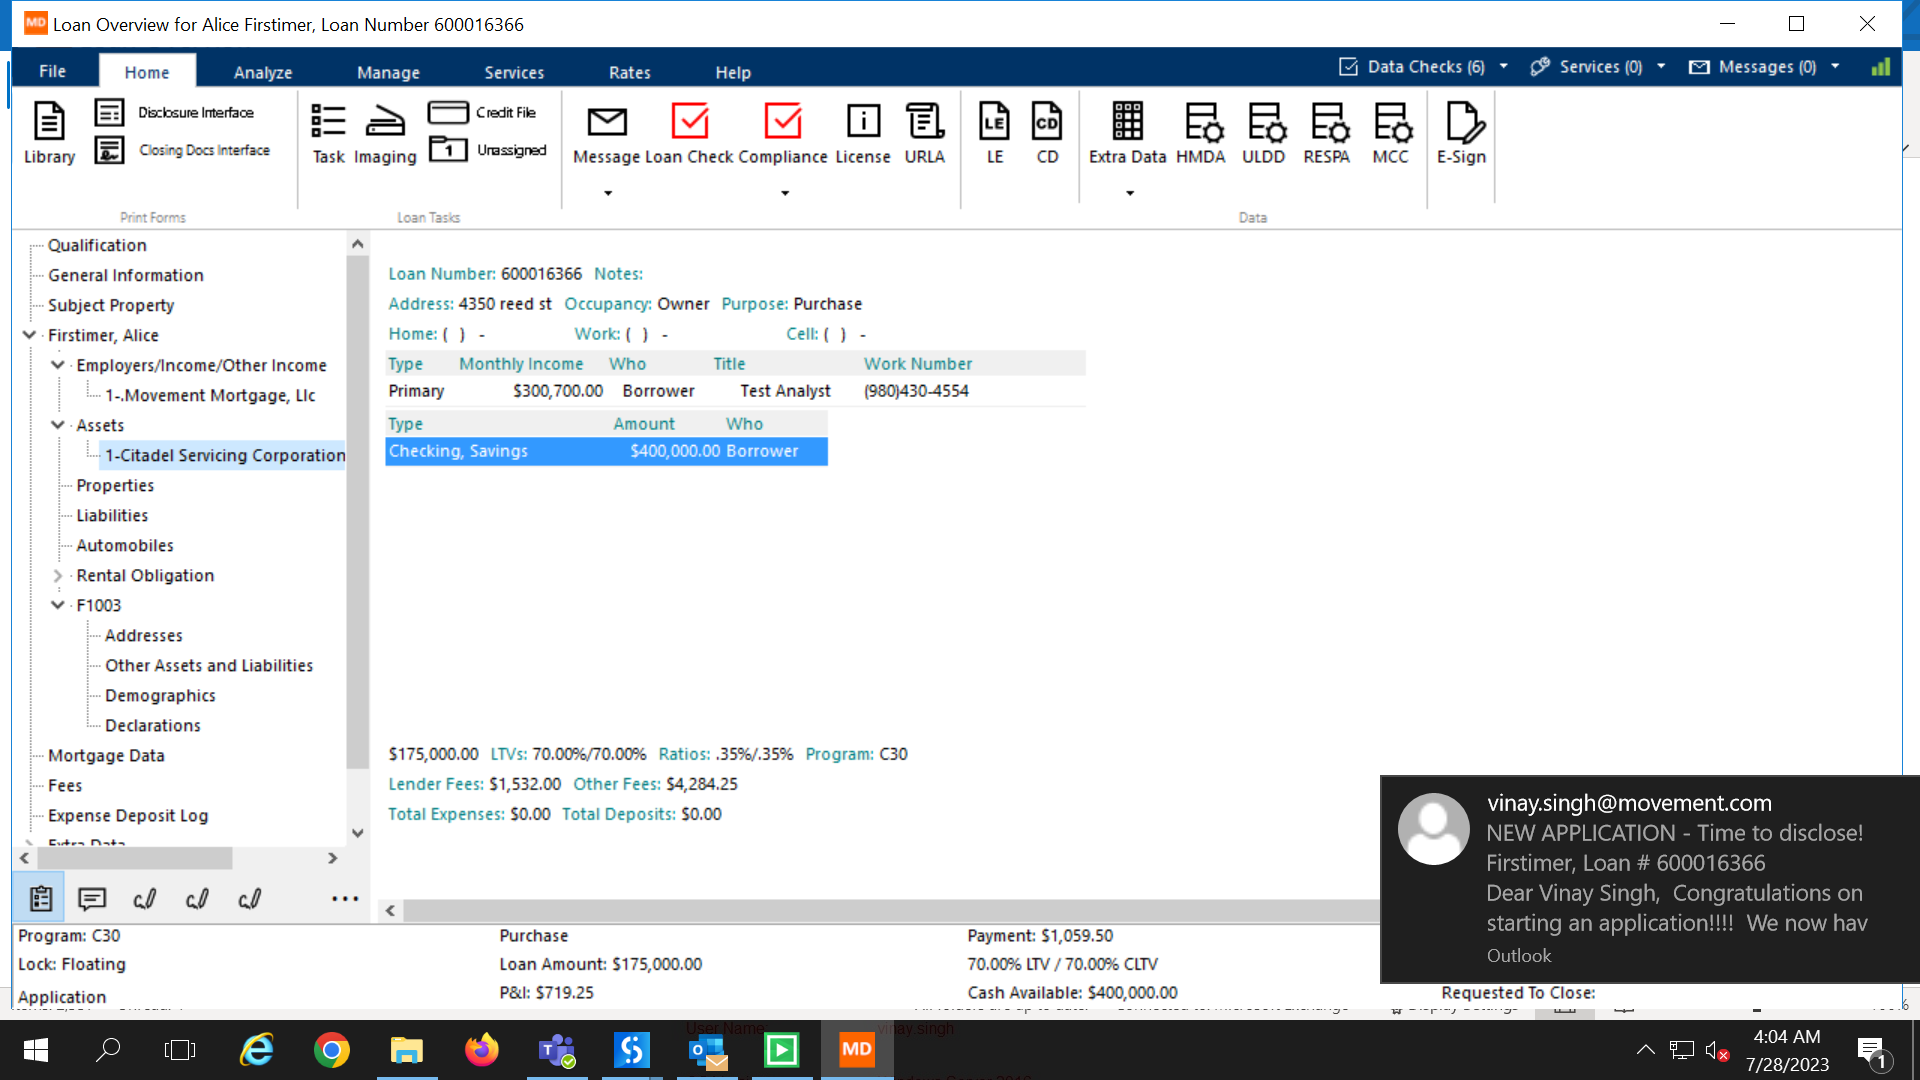 MD Loan Overview for Alice Firstimer, Loan Number 600016366
File Home Analyze Manage Services Rates Help Data Checks (6) Services (0) Messages (0)
Library Disclosure Interface Closing Docs Interface
Print Forms
Task Imaging Credit File 1 Unassigned
Loan Tasks
Message Loan Check Compliance License URLA
LE LE CD CD
Extra Data HMDA ULDD RESPA MCC
Data
E-Sign
Qualification
General Information
Subject Property
Firstimer, Alice
Employers/Income/Other Income
1-.Movement Mortgage, Llc
Assets
1-Citadel Servicing Corporation
Properties
Liabilities
Automobiles
Rental Obligation
F1003
Addresses
Other Assets and Liabilities
Demographics
Declarations
Mortgage Data
Fees
Expense Deposit Log
Extra Data
Loan Number: 600016366 Notes:
Address: 4350 reed st Occupancy: Owner Purpose: Purchase
Home: ( ) - Work: ( ) - Cell: ( ) -
Type Monthly Income Who Title Work Number
Primary $300,700.00 Borrower Test Analyst (980)430-4554
Type Amount Who
Checking, Savings $400,000.00 Borrower
$175,000.00 LTVs: 70.00%/70.00% Ratios: .35%/.35% Program: C30
Lender Fees: $1,532.00 Other Fees: $4,284.25
Total Expenses: $0.00 Total Deposits: $0.00
vinay.singh@movement.com
NEW APPLICATION - Time to disclose!
Firstimer, Loan # 600016366
Dear Vinay Singh, Congratulations on
starting an application!!!! We now hav
Outlook
Program: C30 Purchase Payment: $1,059.50
Lock: Floating Loan Amount: $175,000.00 70.00% LTV / 70.00% CLTV
Application P&I: $719.25 Cash Available: $400,000.00 Requested To Close:
User Name: vinay.singh
MD
4:04 AM
7/28/2023
1